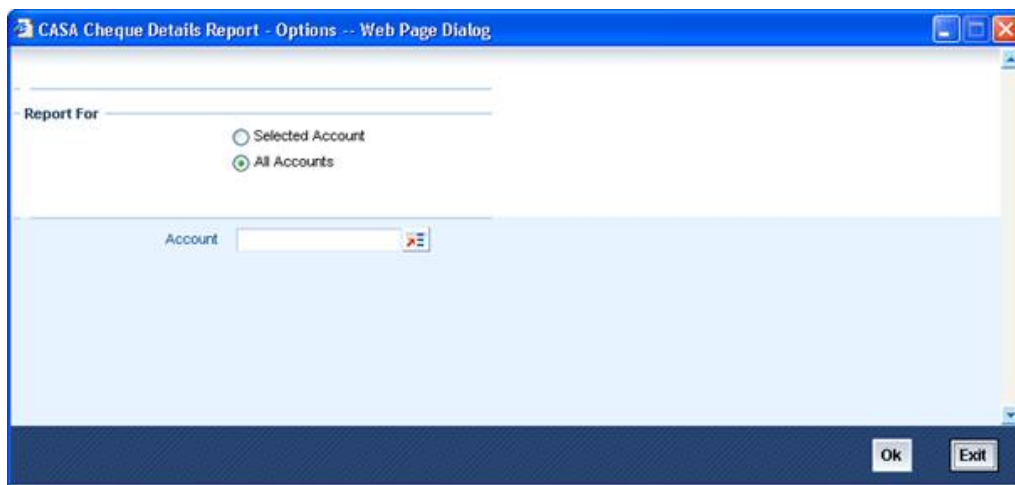 CASA Cheque Details Report - Options -- Web Page Dialog
Report For
Selected Account
All Accounts
Account
Ok
Exit